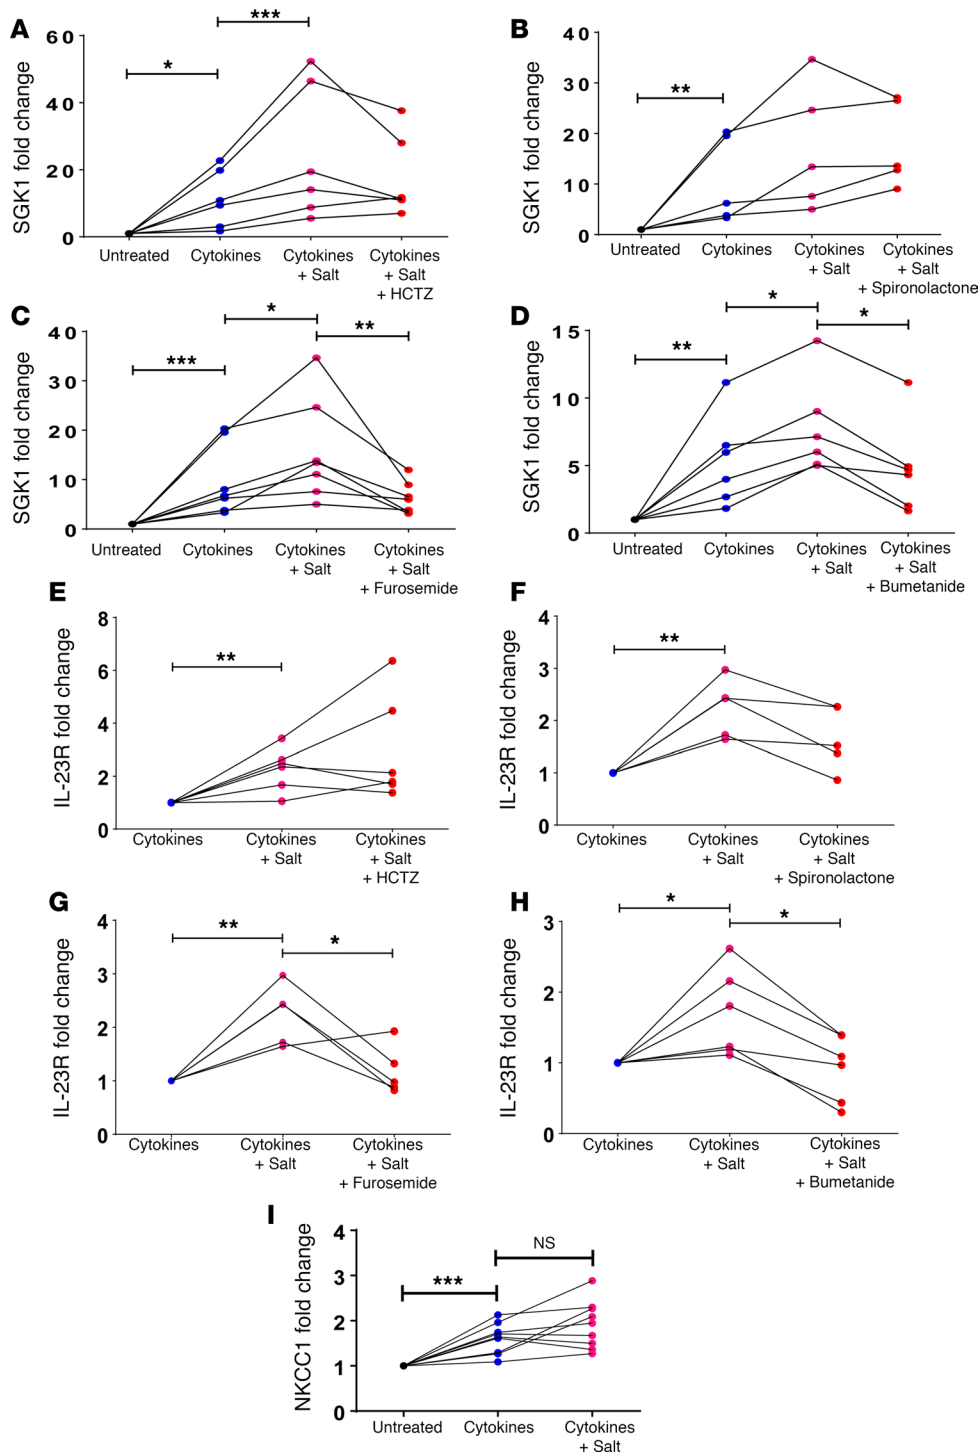 A
SGK1 fold change
60
40
20
0
*
***
Untreated
Cytokines
Cytokines
+ Salt
Cytokines
+ Salt
+ HCTZ
B
SGK1 fold change
40
30
20
10
0
**
Untreated
Cytokines
Cytokines
+ Salt
Cytokines
+ Salt
+ Spironolactone
C
SGK1 fold change
40
30
20
10
0
***
*
**
Untreated
Cytokines
Cytokines
+ Salt
Cytokines
+ Salt
+ Furosemide
D
SGK1 fold change
15
10
5
0
**
*
*
Untreated
Cytokines
Cytokines
+ Salt
Cytokines
+ Salt
+ Bumetanide
E
IL-23R fold change
8
6
4
2
0
**
Cytokines
Cytokines
+ Salt
Cytokines
+ Salt
+ HCTZ
F
IL-23R fold change
4
3
2
1
0
**
Cytokines
Cytokines
+ Salt
Cytokines
+ Salt
+ Spironolactone
G
IL-23R fold change
4
3
2
1
0
**
*
Cytokines
Cytokines
+ Salt
Cytokines
+ Salt
+ Furosemide
H
IL-23R fold change
3
2
1
0
*
*
Cytokines
Cytokines
+ Salt
Cytokines
+ Salt
+ Bumetanide
I
NKCC1 fold change
4
3
2
1
0
***
NS
Untreated
Cytokines
Cytokines
+ Salt